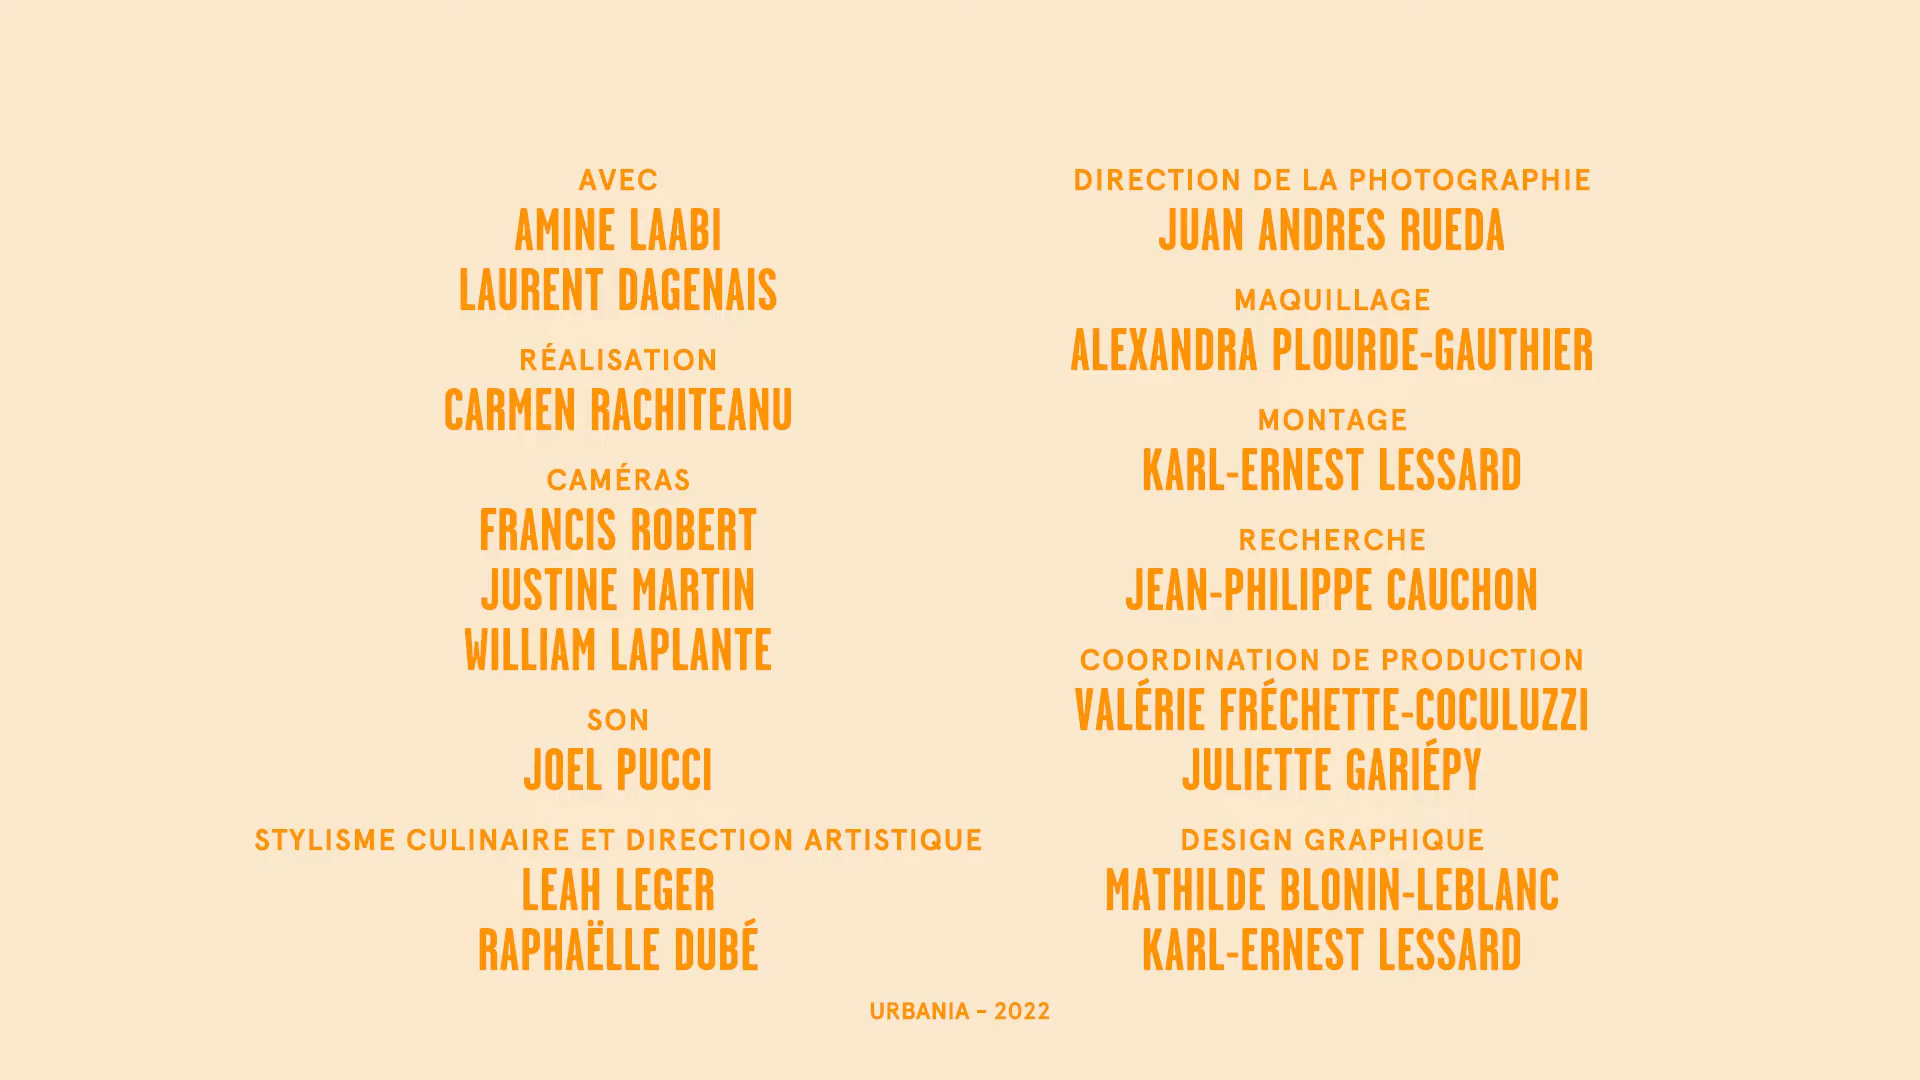 AVEC
AMINE LAABI
LAURENT DAGENAIS
RÉALISATION
CARMEN RACHITEANU
CAMÉRAS
FRANCIS ROBERT
JUSTINE MARTIN
WILLIAM LAPLANTE
SON
JOEL PUCCI
STYLISME CULINAIRE ET DIRECTION ARTISTIQUE
LEAH LEGER
RAPHAËLLE DUBÉ
DIRECTION DE LA PHOTOGRAPHIE
JUAN ANDRES RUEDA
MAQUILLAGE
ALEXANDRA PLOURDE-GAUTHIER
MONTAGE
KARL-ERNEST LESSARD
RECHERCHE
JEAN-PHILIPPE CAUCHON
COORDINATION DE PRODUCTION
VALÉRIE FRÉCHETTE-COCULUZZI
JULIETTE GARIÉPY
DESIGN GRAPHIQUE
MATHILDE BLONIN-LEBLANC
KARL-ERNEST LESSARD
URBANIA - 2022